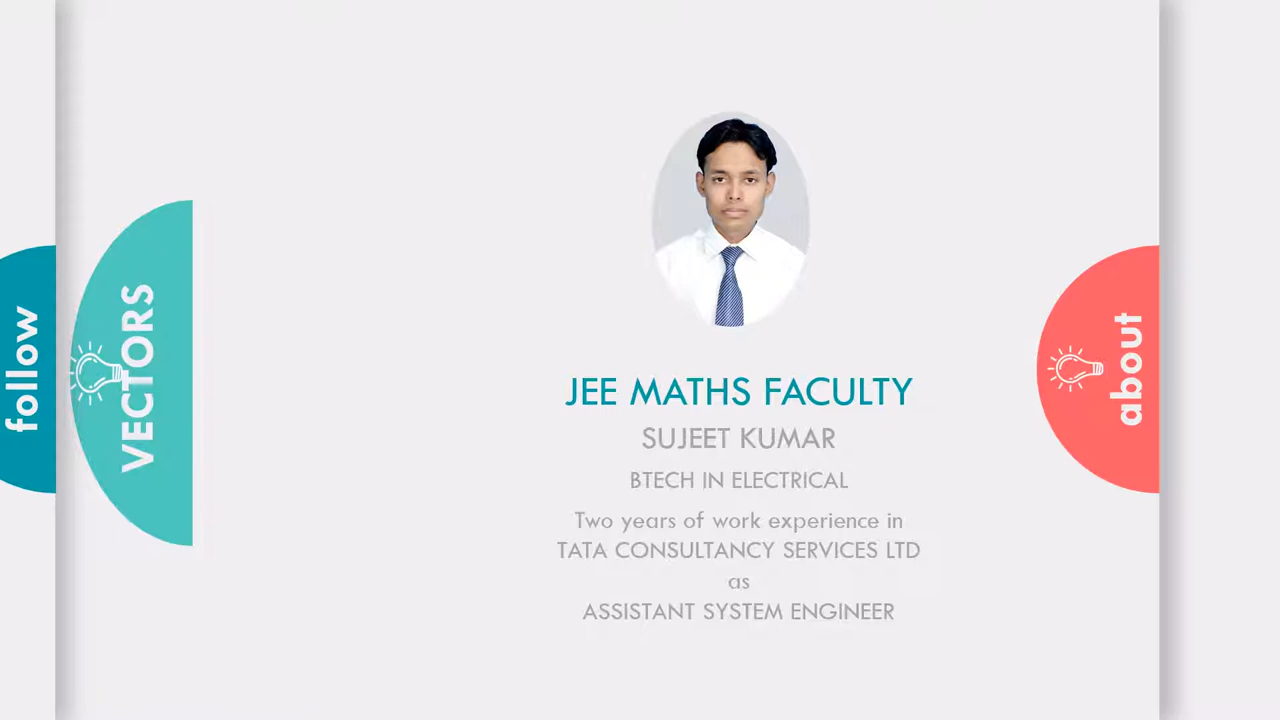 follow
VECTORS
JEE MATHS FACULTY
SUJEET KUMAR
BTECH IN ELECTRICAL
Two years of work experience in
TATA CONSULTANCY SERVICES LTD
as
ASSISTANT SYSTEM ENGINEER
about